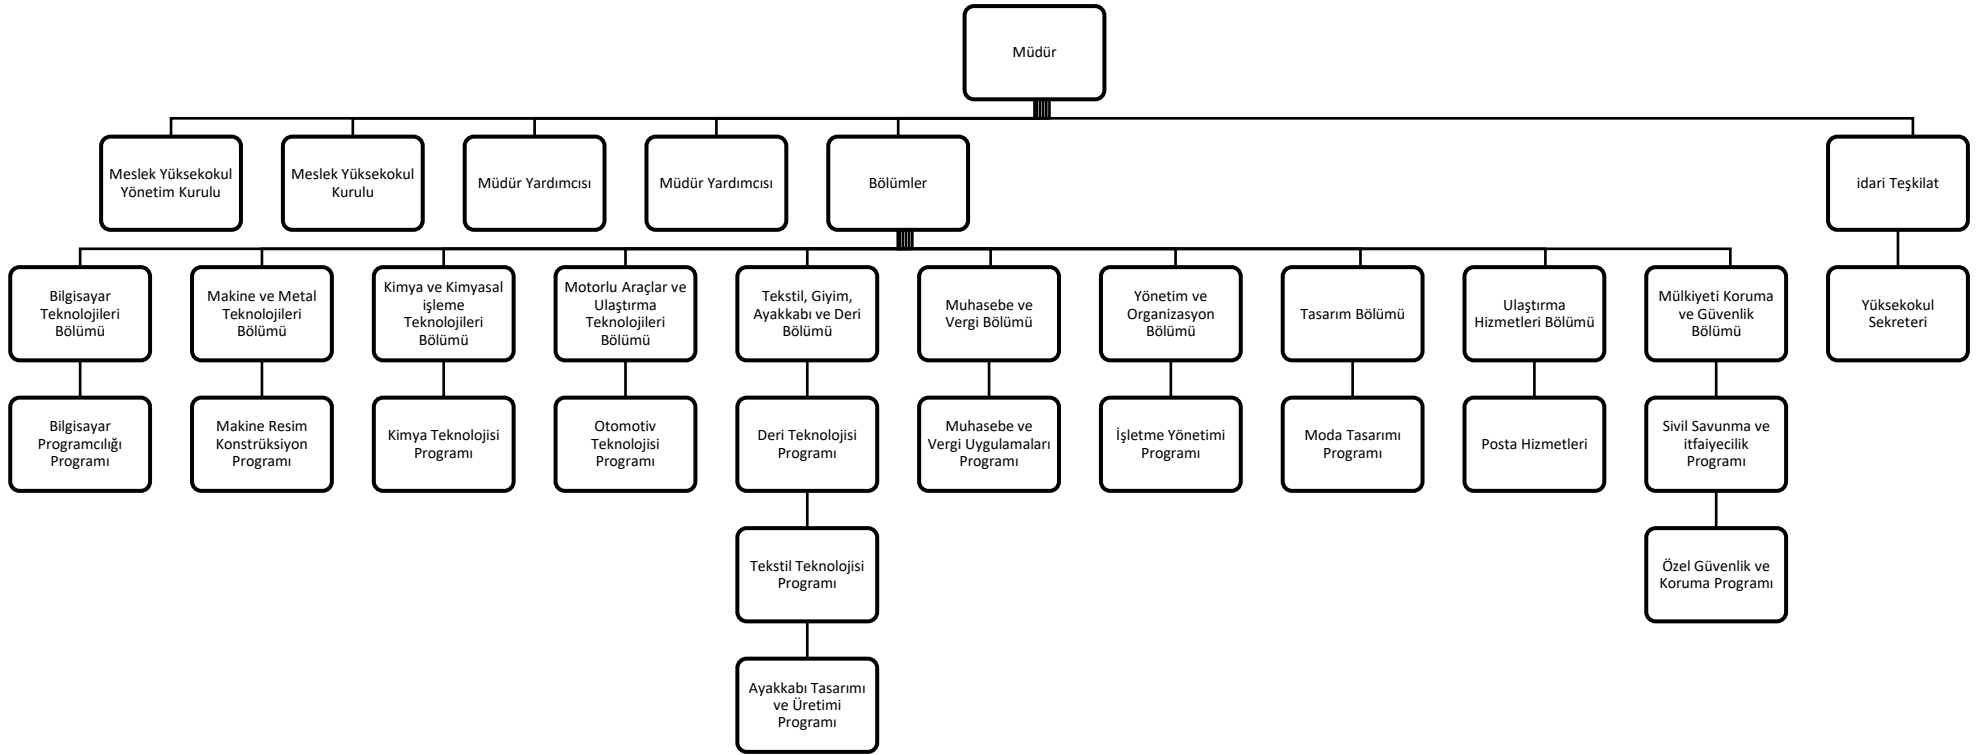 Müdür
Meslek Yüksekokul
Yönetim Kurulu
Meslek Yüksekokul
Kurulu
Müdür Yardımcısı
Müdür Yardımcısı
Bölümler
idari Teşkilat
Bilgisayar
Teknolojileri
Bölümü
Makine ve Metal
Teknolojileri
Bölümü
Kimya ve Kimyasal
işleme
Teknolojileri
Bölümü
Motorlu Araçlar ve
Ulaştırma
Teknolojileri
Bölümü
Tekstil, Giyim,
Ayakkabı ve Deri
Bölümü
Muhasebe ve
Vergi Bölümü
Yönetim ve
Organizasyon
Bölümü
Tasarım Bölümü
Ulaştırma
Hizmetleri Bölümü
Mülkiyeti Koruma
ve Güvenlik
Bölümü
Yüksekokul
Sekreteri
Bilgisayar
Programcılığı
Programı
Makine Resim
Konstrüksiyon
Programı
Kimya Teknolojisi
Programı
Otomotiv
Teknolojisi
Programı
Deri Teknolojisi
Programı
Muhasebe ve
Vergi Uygulamaları
Programı
İşletme Yönetimi
Programı
Moda Tasarımı
Programı
Posta Hizmetleri
Sivil Savunma ve
itfaiyecilik
Programı
Tekstil Teknolojisi
Programı
Özel Güvenlik ve
Koruma Programı
Ayakkabı Tasarımı
ve Üretimi
Programı